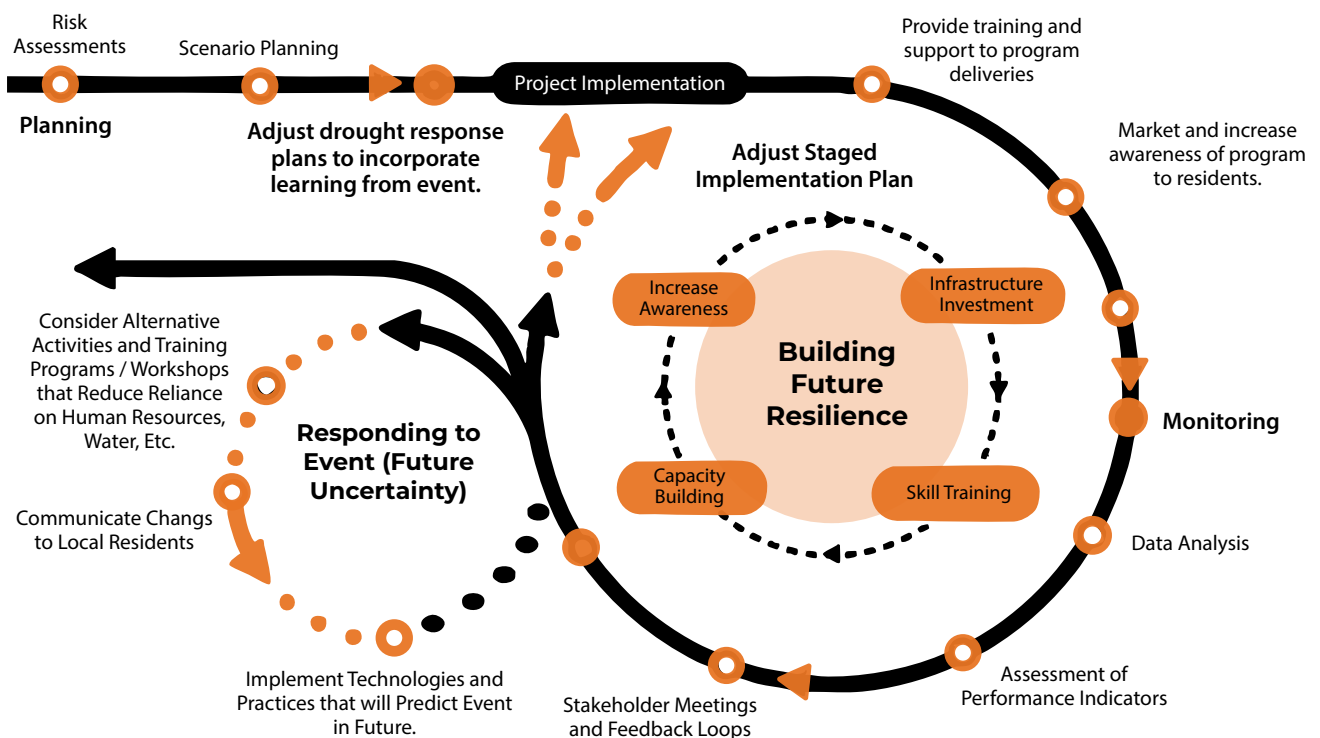 Risk
Assessments
Scenario Planning
Project Implementation
Provide training and
support to program
deliveries
Planning
Adjust drought response
plans to incorporate
learning from event.
Adjust Staged
Implementation Plan
Market and increase
awareness of program
to residents.
Increase
Awareness
Infrastructure
Investment
Building
Future
Resilience
Capacity
Building
Skill Training
Monitoring
Consider Alternative
Activities and Training
Programs / Workshops
that Reduce Reliance
on Human Resources,
Water, Etc.
Responding to
Event (Future
Uncertainty)
Communicate Changs
to Local Residents
Data Analysis
Implement Technologies and
Practices that will Predict Event
in Future.
Stakeholder Meetings
and Feedback Loops
Assessment of
Performance Indicators